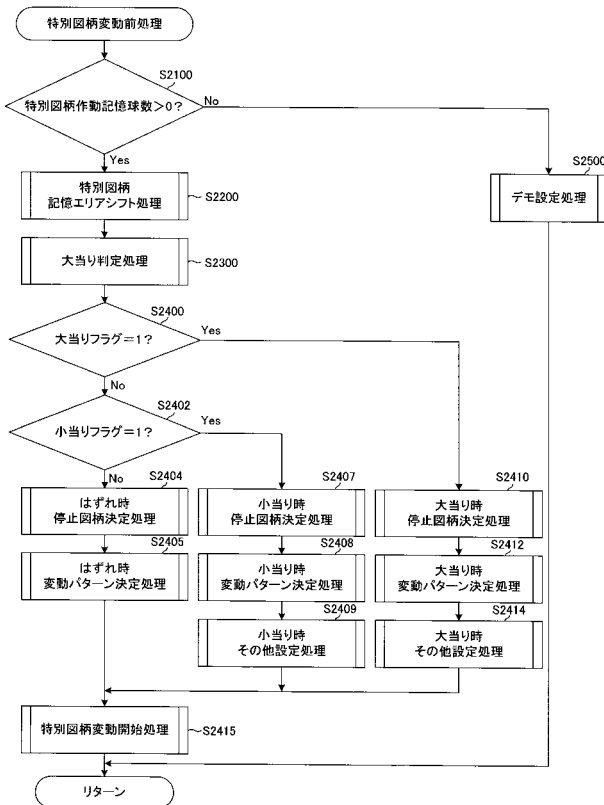 特別図柄変動前処理
S2100
特別図柄作動記憶球数>0?
No
Yes
特別図柄
記憶エリアシフト処理
S2200
S2500
デモ設定処理
大当り判定処理
S2300
S2400
大当りフラグ=1?
Yes
No
S2402
小当りフラグ=1?
Yes
No
S2404
はずれ時
停止図柄決定処理
S2407
小当り時
停止図柄決定処理
S2410
大当り時
停止図柄決定処理
S2405
はずれ時
変動パターン決定処理
S2408
小当り時
変動パターン決定処理
S2412
大当り時
変動パターン決定処理
S2409
小当り時
その他設定処理
S2414
大当り時
その他設定処理
特別図柄変動開始処理
S2415
リターン